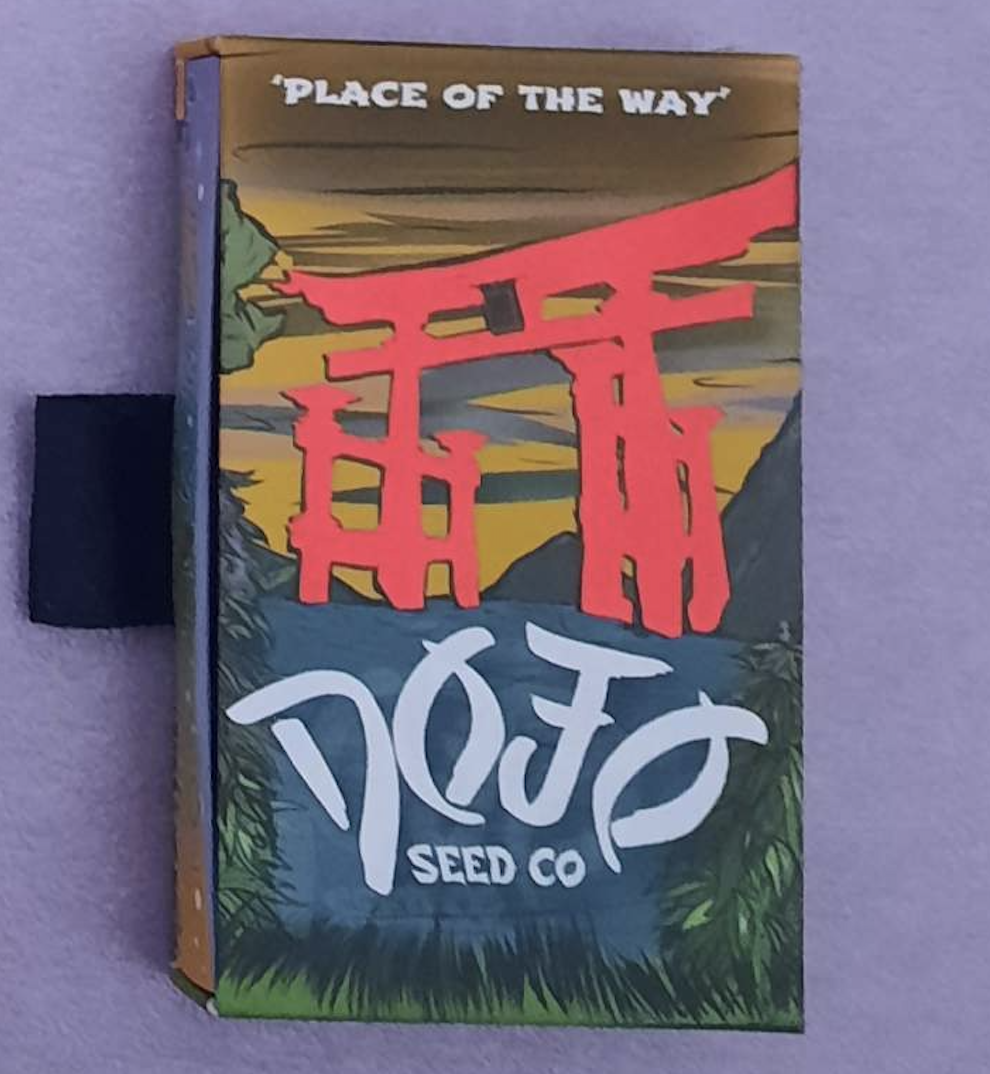 'PLACE OF THE WAY'
DOJO
SEED CO